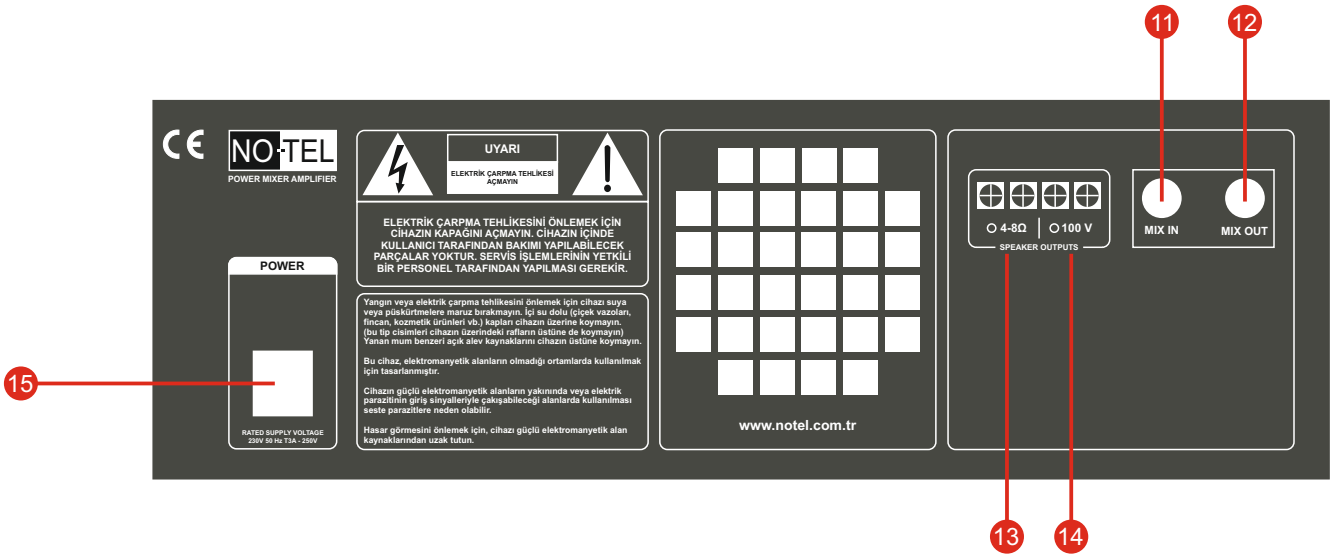 11
12
CE
NO-TEL
POWER MIXER AMPLIFIER
UYARI
ELEKTRİK ÇARPMA TEHLİKESİ
AÇMAYIN
ELEKTRİK ÇARPMA TEHLİKESİNİ ÖNLEMEK İÇİN
CİHAZIN KAPAĞINI AÇMAYIN. CİHAZIN İÇİNDE
KULLANICI TARAFINDAN BAKIMI YAPILABİLECEK
PARÇALAR YOKTUR. SERVİS İŞLEMLERİNİN YETKİLİ
BİR PERSONEL TARAFINDAN YAPILMASI GEREKİR.
POWER
RATED SUPPLY VOLTAGE
230V 50 Hz T3A - 250V
15
Yangın veya elektrik çarpma tehlikesini önlemek için cihazı suya
veya püskürtmelere maruz bırakmayın. İçi su dolu (çiçek vazoları,
fincan, kozmetik ürünleri vb.) kapları cihazın üzerine koymayın.
(bu tip cisimleri cihazın üzerindeki rafların üstüne de koymayın)
Yanan mum benzeri açık alev kaynaklarını cihazın üstüne koymayın.
Bu cihaz, elektromanyetik alanların olmadığı ortamlarda kullanılmak
için tasarlanmıştır.
Cihazın güçlü elektromanyetik alanların yakınında veya elektrik
parazitinin giriş sinyalleriyle çakışabileceği alanlarda kullanılması
seste parazitlere neden olabilir.
Hasar görmesini önlemek için, cihazı güçlü elektromanyetik alan
kaynaklarından uzak tutun.
www.notel.com.tr
4-8Ω
100 V
SPEAKER OUTPUTS
MIX IN
MIX OUT
13
14